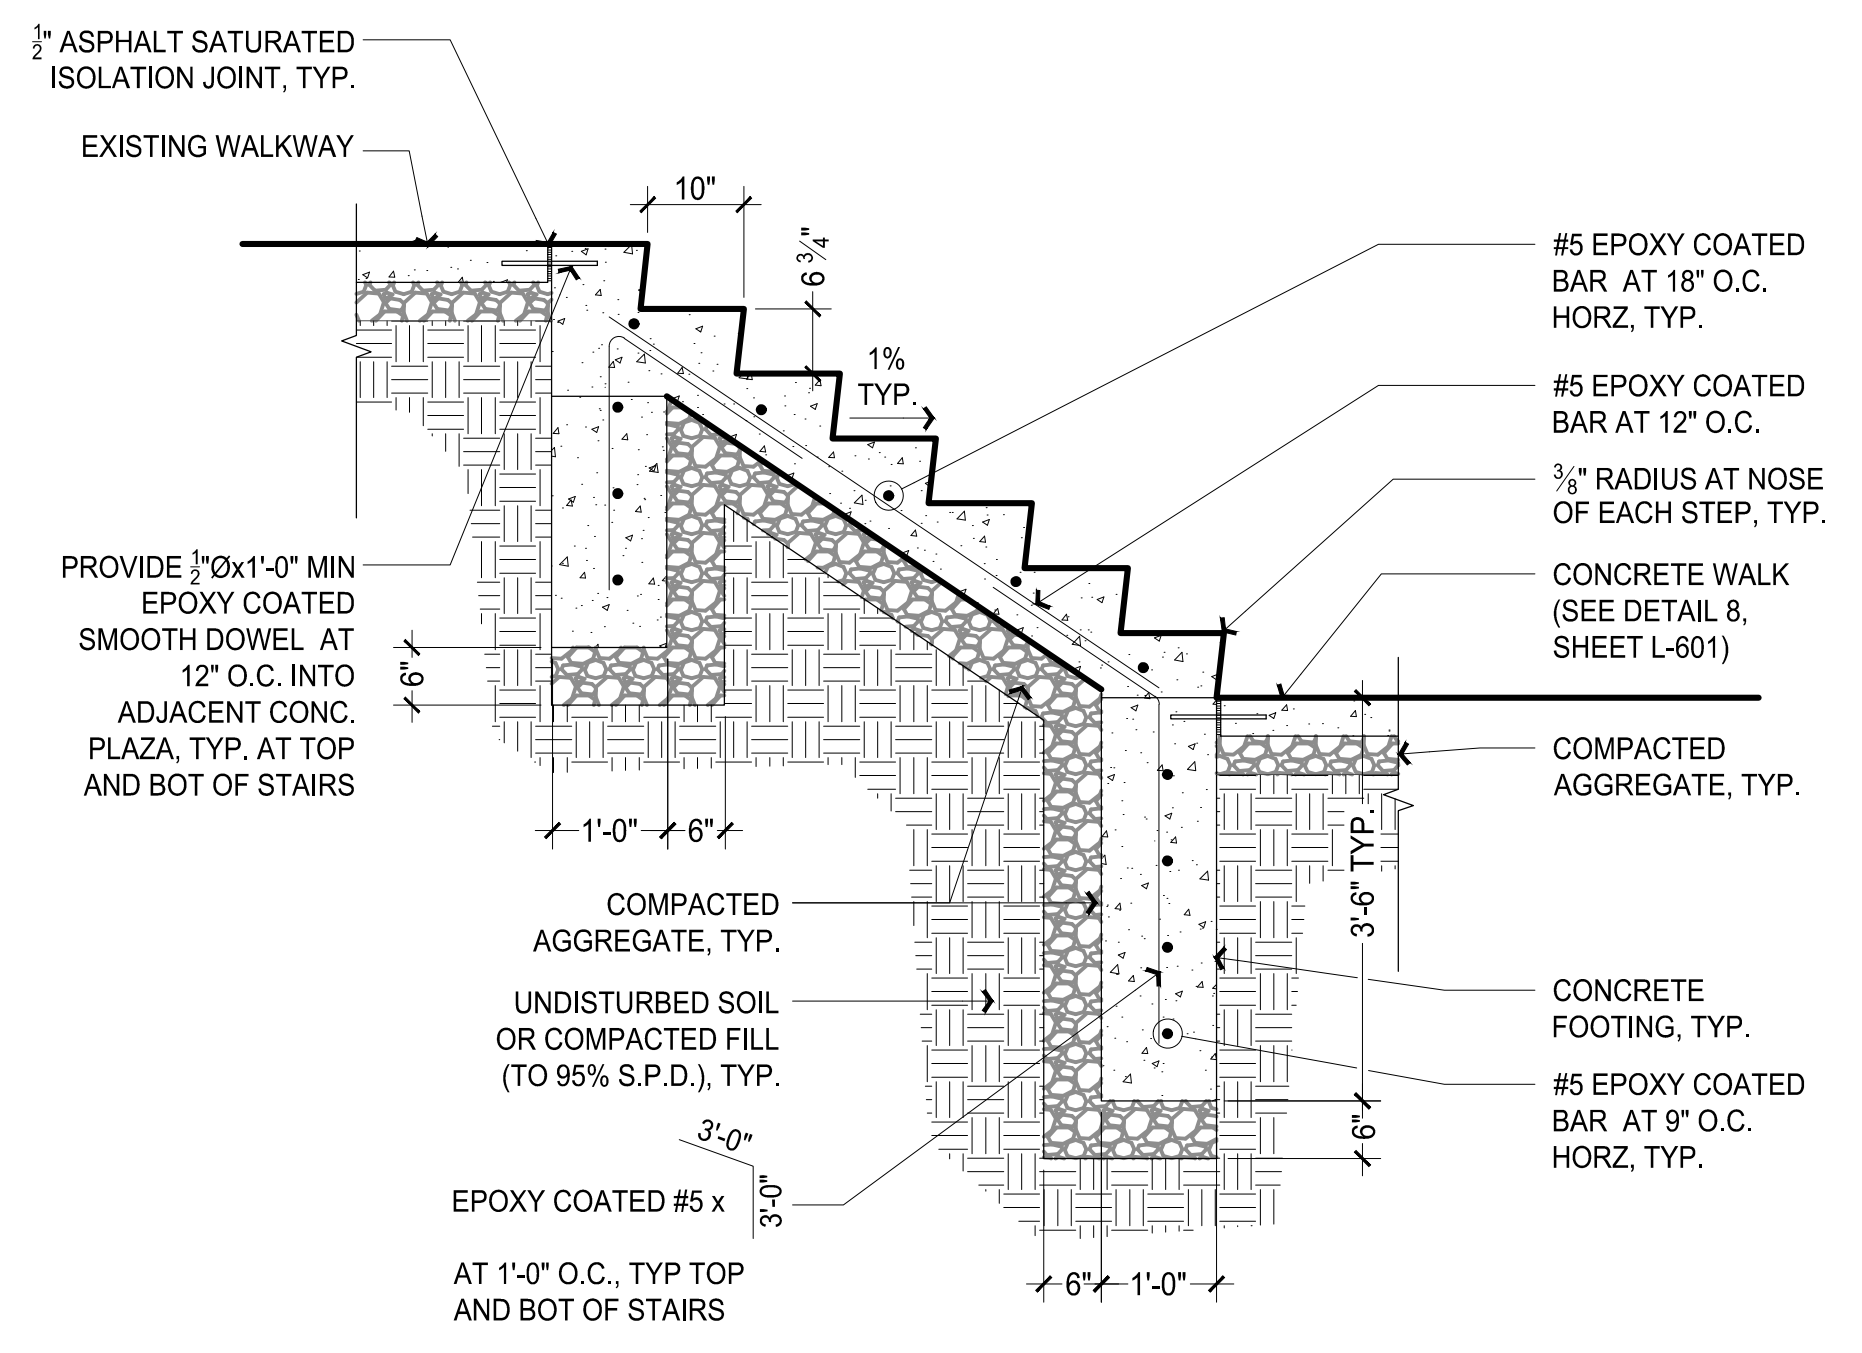 ½" ASPHALT SATURATED
ISOLATION JOINT, TYP.
EXISTING WALKWAY
10"
6 ¾"
1%
TYP.
#5 EPOXY COATED
BAR AT 18" O.C.
HORZ, TYP.
#5 EPOXY COATED
BAR AT 12" O.C.
⅜" RADIUS AT NOSE
OF EACH STEP, TYP.
CONCRETE WALK
(SEE DETAIL 8,
SHEET L-601)
PROVIDE ½"Øx1'-0" MIN
EPOXY COATED
SMOOTH DOWEL AT
12" O.C. INTO
ADJACENT CONC.
PLAZA, TYP. AT TOP
AND BOT OF STAIRS
6"
1'-0"
6"
COMPACTED
AGGREGATE, TYP.
3'-6" TYP.
COMPACTED
AGGREGATE, TYP.
UNDISTURBED SOIL
OR COMPACTED FILL
(TO 95% S.P.D.), TYP.
CONCRETE
FOOTING, TYP.
#5 EPOXY COATED
BAR AT 9" O.C.
HORZ, TYP.
6"
3'-0"
EPOXY COATED #5 x
3'-0"
AT 1'-0" O.C., TYP TOP
AND BOT OF STAIRS
6"
1'-0"